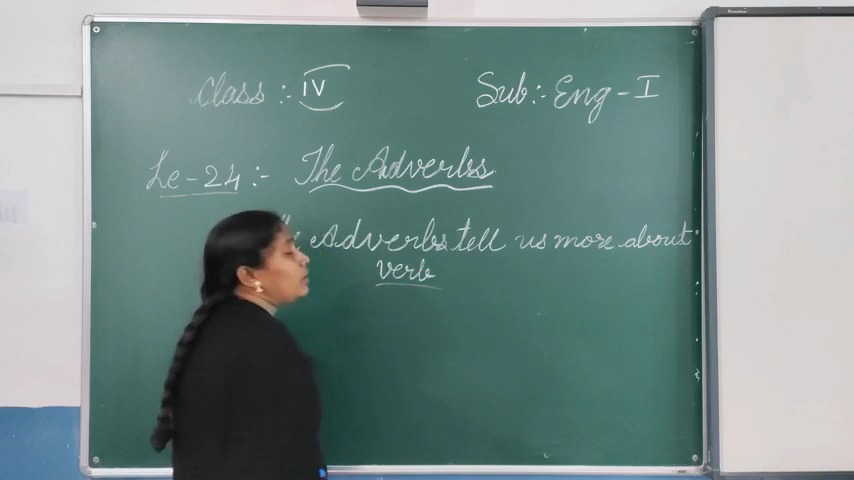 Class :- IV
Sub:- Eng - I
Le - 24 :- The Adverbs
Adverbs tell us more about
verb